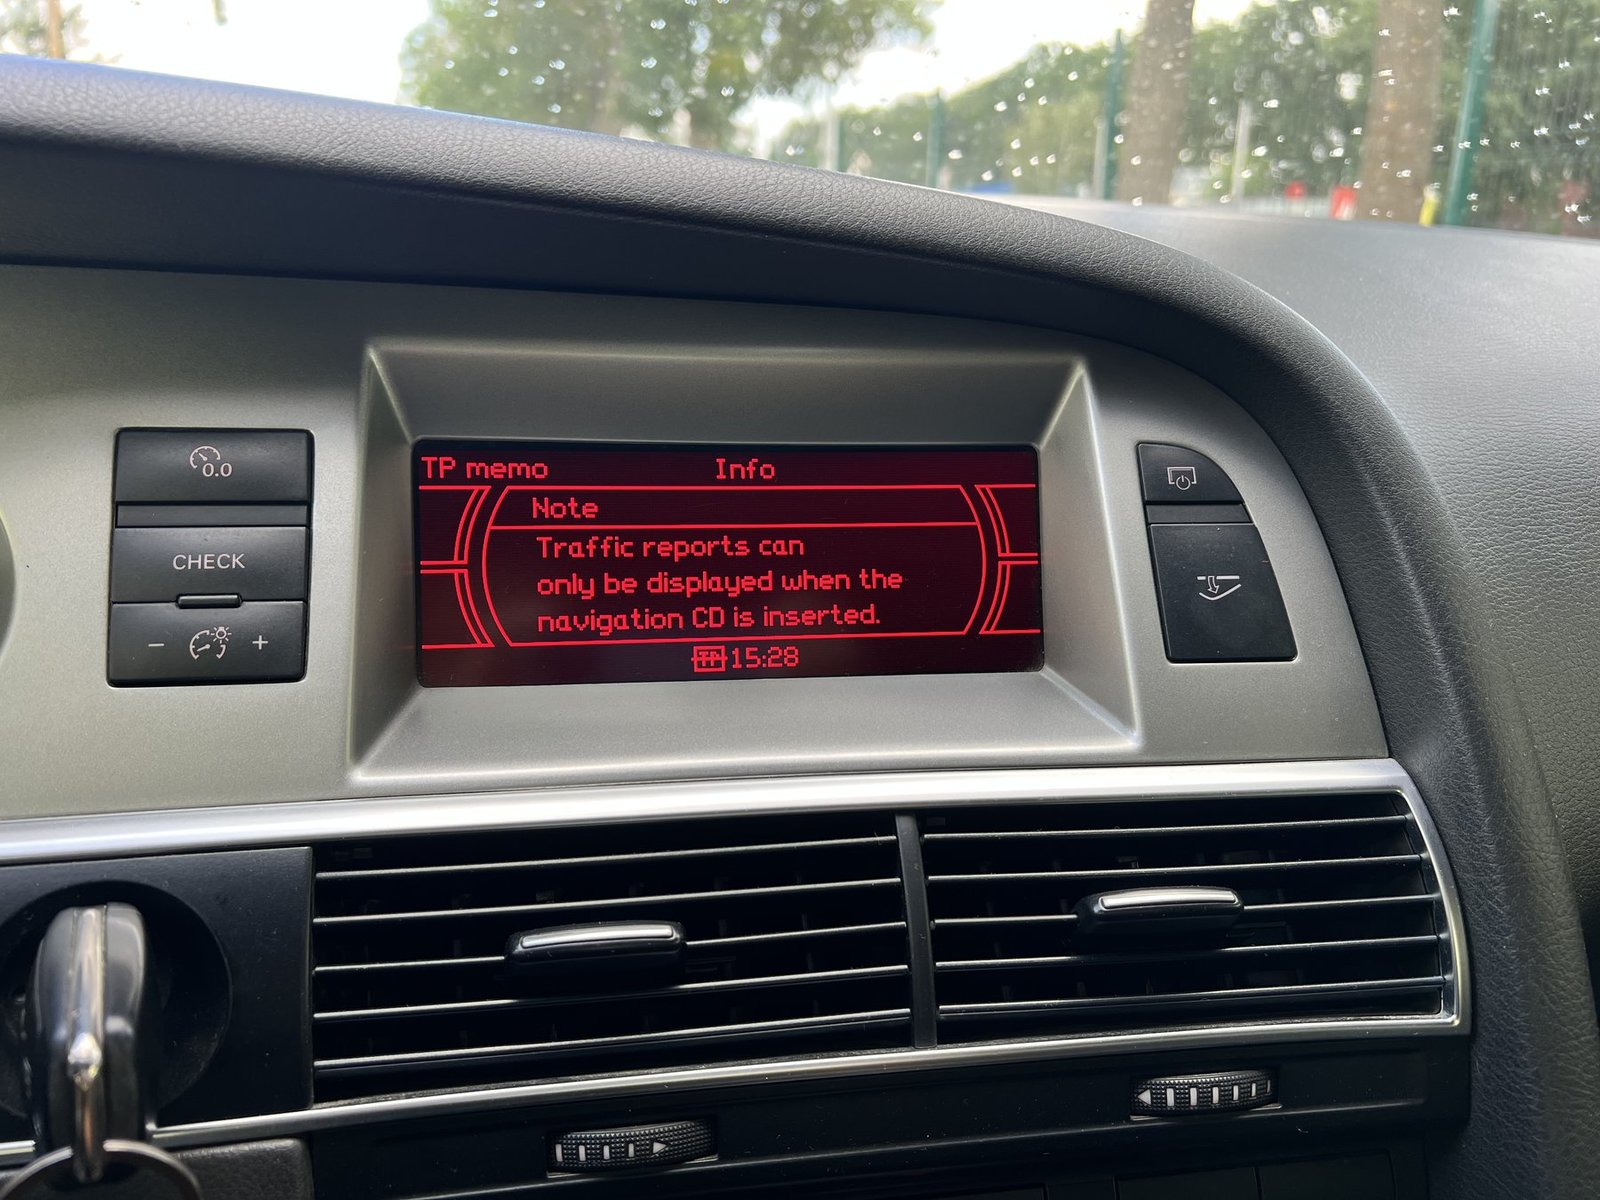 TP memo Info
Note
Traffic reports can
only be displayed when the
navigation CD is inserted.
TP 15:28
0.0
CHECK
- +